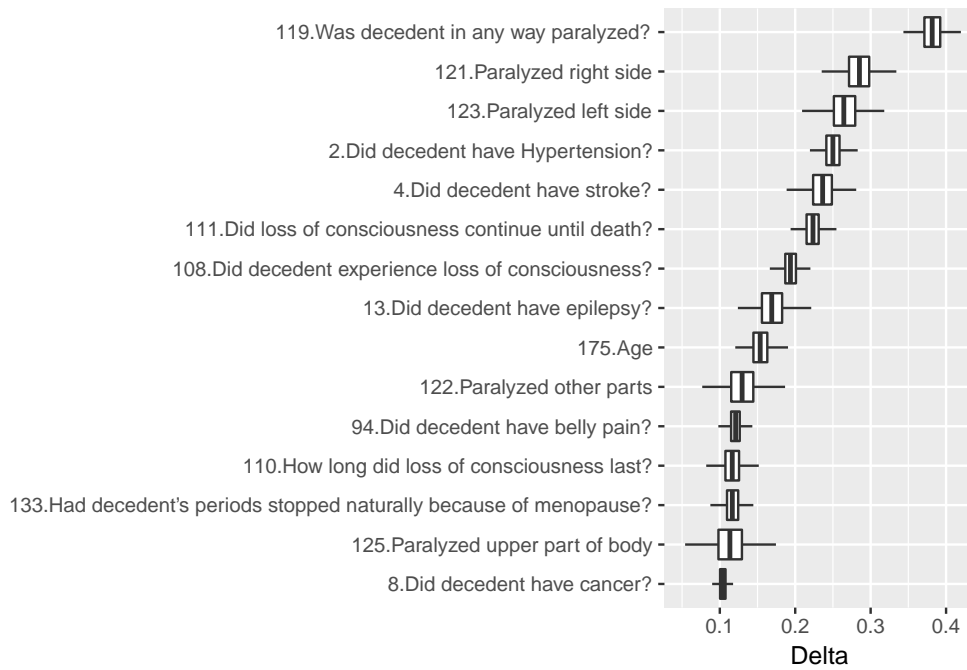 119.Was decedent in any way paralyzed?
121.Paralyzed right side
123.Paralyzed left side
2.Did decedent have Hypertension?
4.Did decedent have stroke?
111.Did loss of consciousness continue until death?
108.Did decedent experience loss of consciousness?
13.Did decedent have epilepsy?
175.Age
122.Paralyzed other parts
94.Did decedent have belly pain?
110.How long did loss of consciousness last?
133.Had decedent’s periods stopped naturally because of menopause?
125.Paralyzed upper part of body
8.Did decedent have cancer?
0.1 0.2 0.3 0.4
Delta